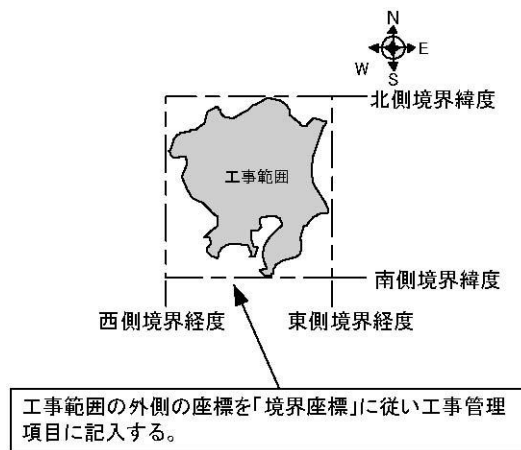 N
W
E
S
北側境界緯度
工事範囲
南側境界緯度
西側境界経度
東側境界経度
工事範囲の外側の座標を「境界座標」に従い工事管理
項目に記入する。